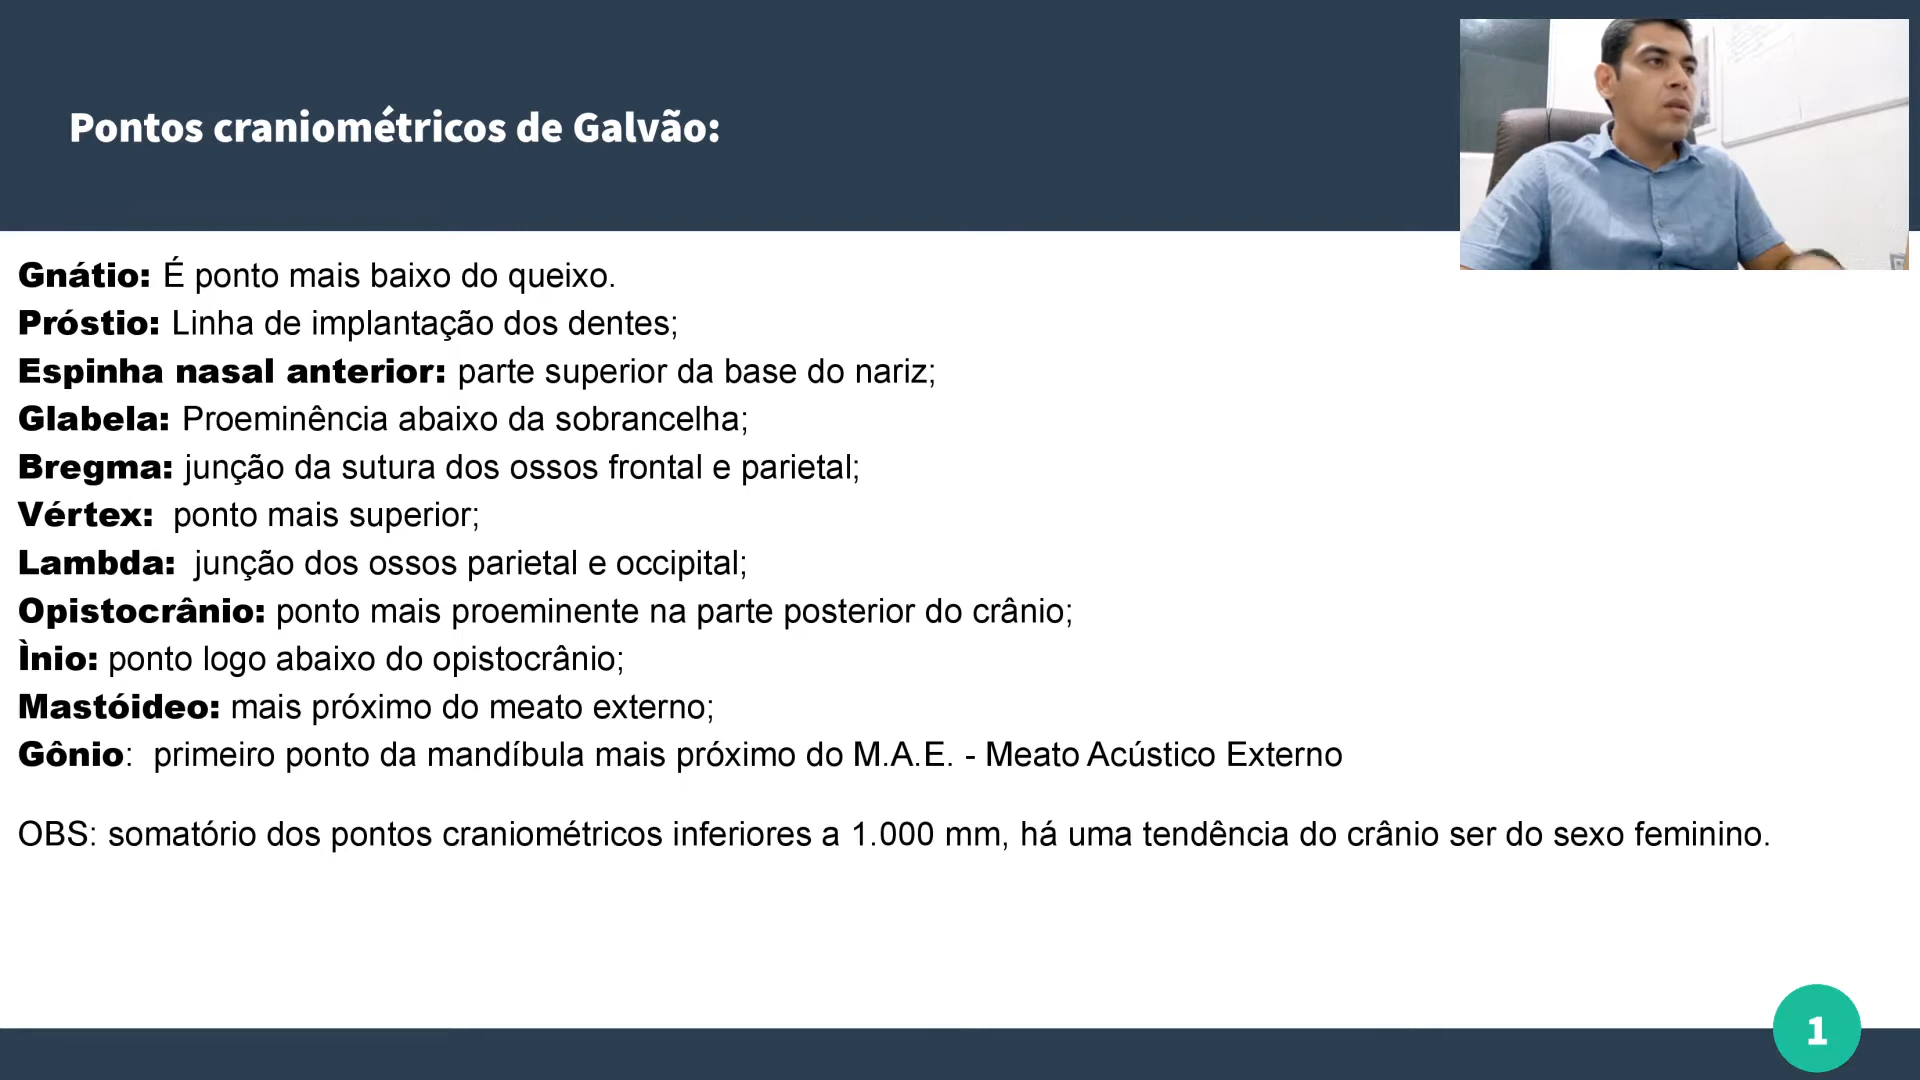 Pontos craniométricos de Galvão:
Gnátio: É ponto mais baixo do queixo.
Próstio: Linha de implantação dos dentes;
Espinha nasal anterior: parte superior da base do nariz;
Glabela: Proeminência abaixo da sobrancelha;
Bregma: junção da sutura dos ossos frontal e parietal;
Vértex: ponto mais superior;
Lambda: junção dos ossos parietal e occipital;
Opistocrânio: ponto mais proeminente na parte posterior do crânio;
Ìnio: ponto logo abaixo do opistocrânio;
Mastóideo: mais próximo do meato externo;
Gônio: primeiro ponto da mandíbula mais próximo do M.A.E. - Meato Acústico Externo
OBS: somatório dos pontos craniométricos inferiores a 1.000 mm, há uma tendência do crânio ser do sexo feminino.
1